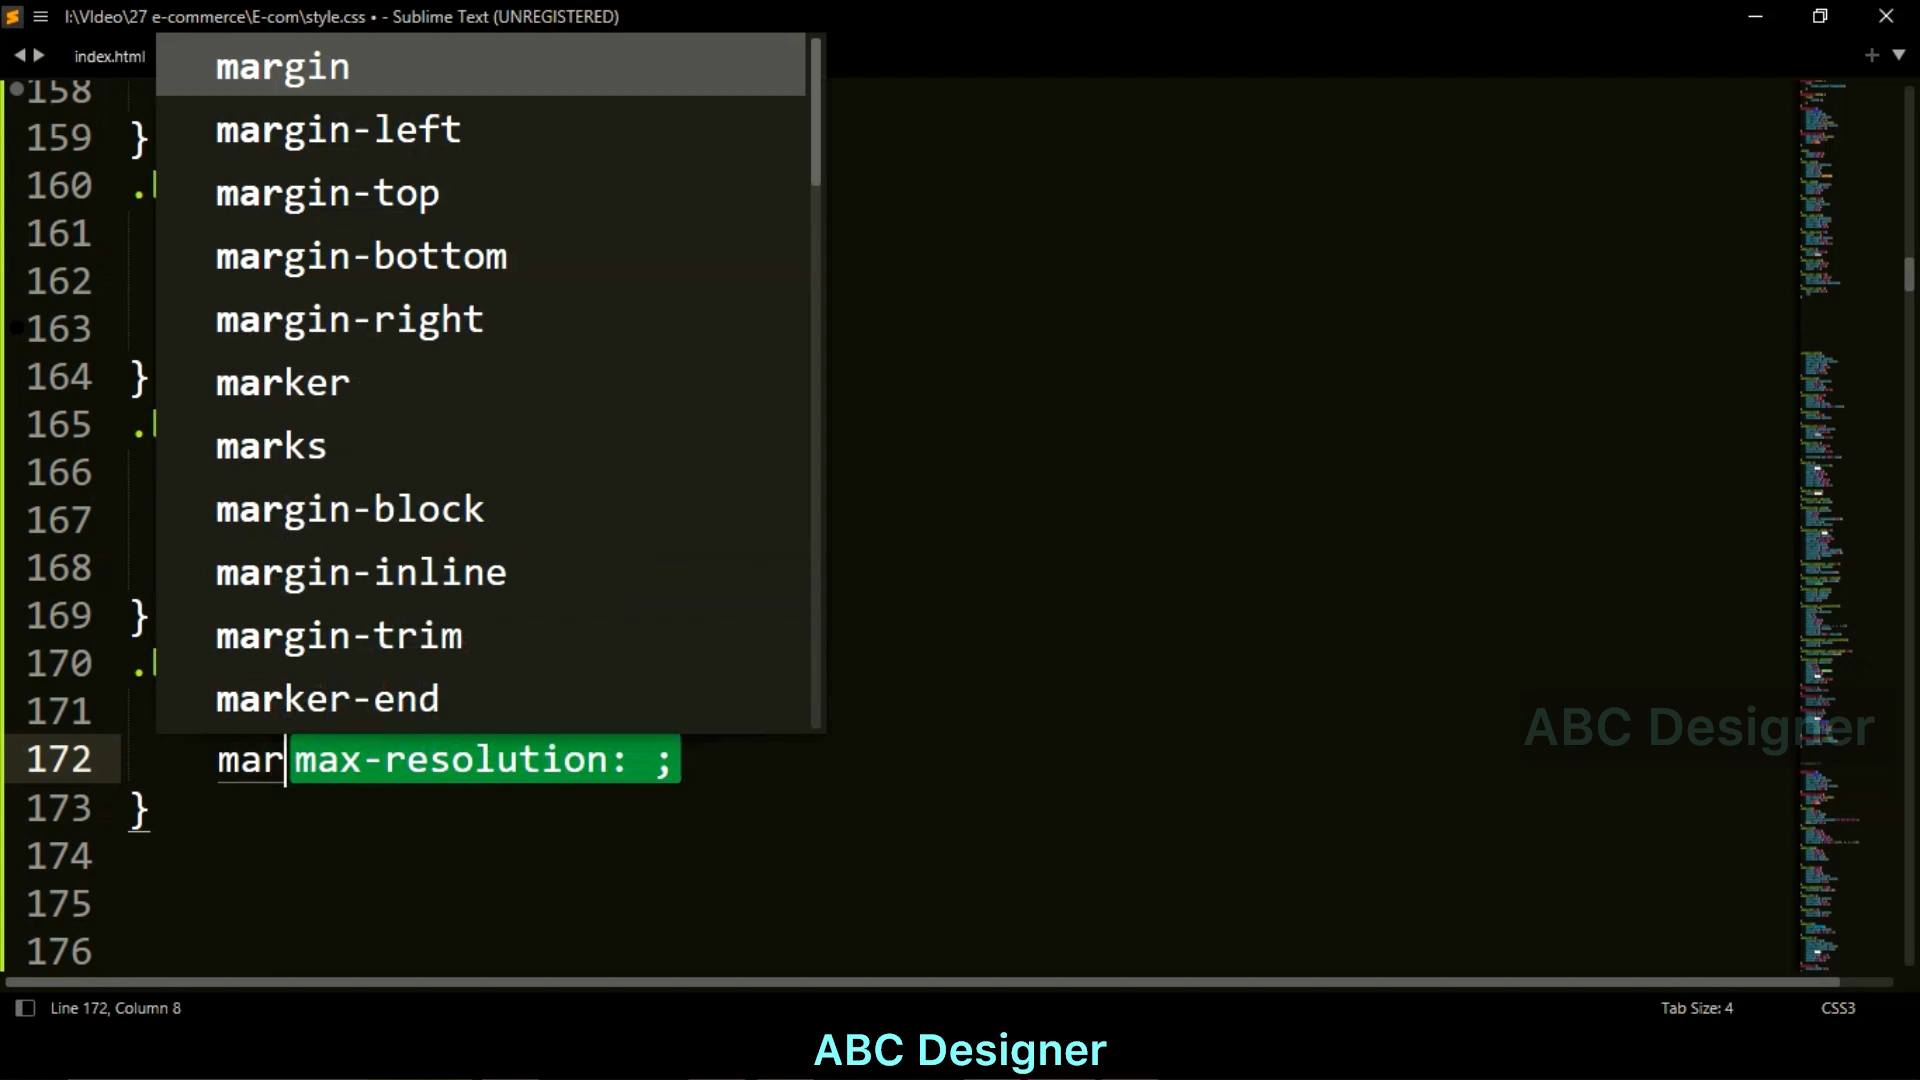 I:\VIdeo\27 e-commerce\E-com\style.css • - Sublime Text (UNREGISTERED)
index.html
margin
158
margin-left
159 }
margin-top
160 .
margin-bottom
161
162
margin-right
163
marker
164 }
165 .
marks
166
margin-block
167
margin-inline
168
169 }
margin-trim
170 .
marker-end
171
172 mar max-resolution: ;
173 }
174
175
176
ABC Designer
Line 172, Column 8
Tab Size: 4
CSS3
ABC Designer